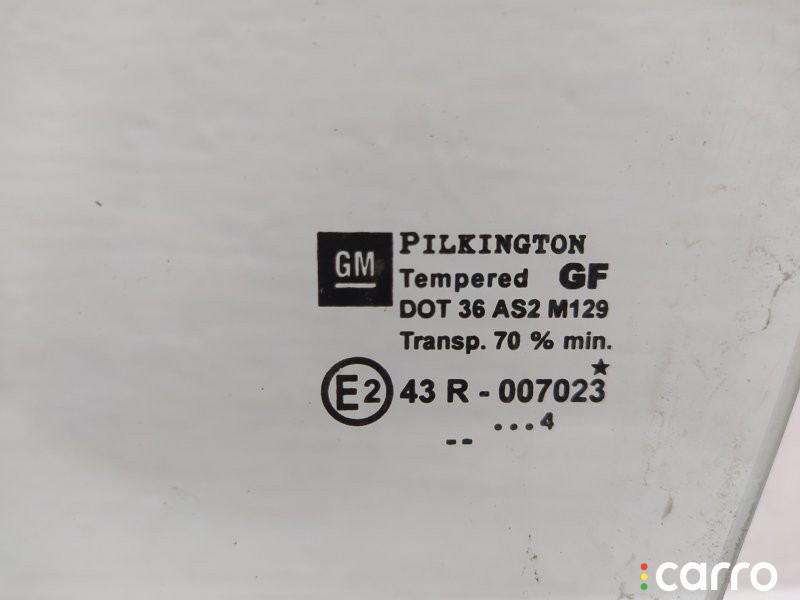 GM
PILKINGTON
Tempered GF
DOT 36 AS2 M129
Transp. 70 % min.
E2 43 R - 007023
...4
--
carro